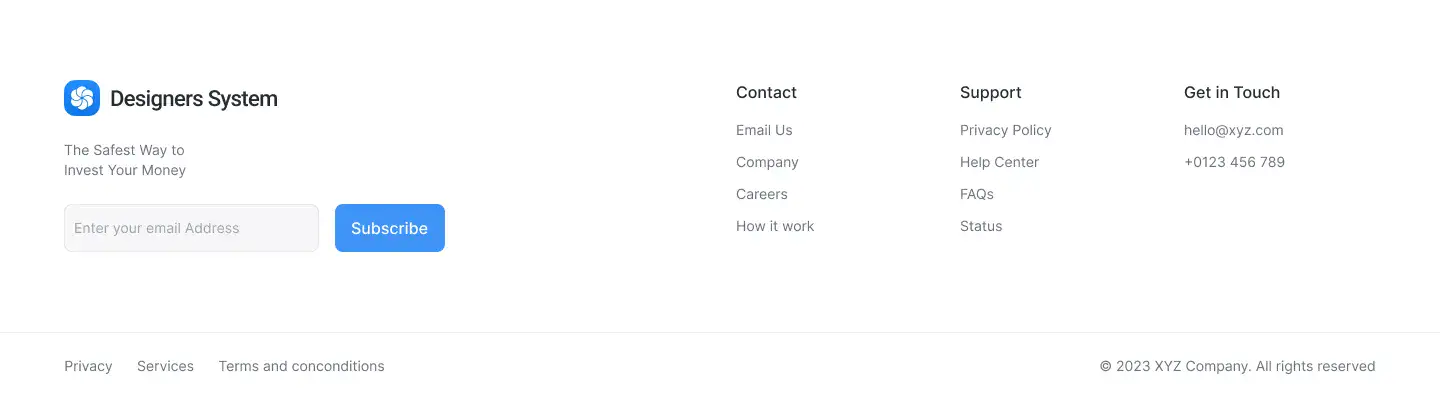 Designers System
The Safest Way to
Invest Your Money
Enter your email Address
Subscribe
Contact
Email Us
Company
Careers
How it work
Support
Privacy Policy
Help Center
FAQs
Status
Get in Touch
hello@xyz.com
+0123 456 789
Privacy
Services
Terms and conconditions
© 2023 XYZ Company. All rights reserved